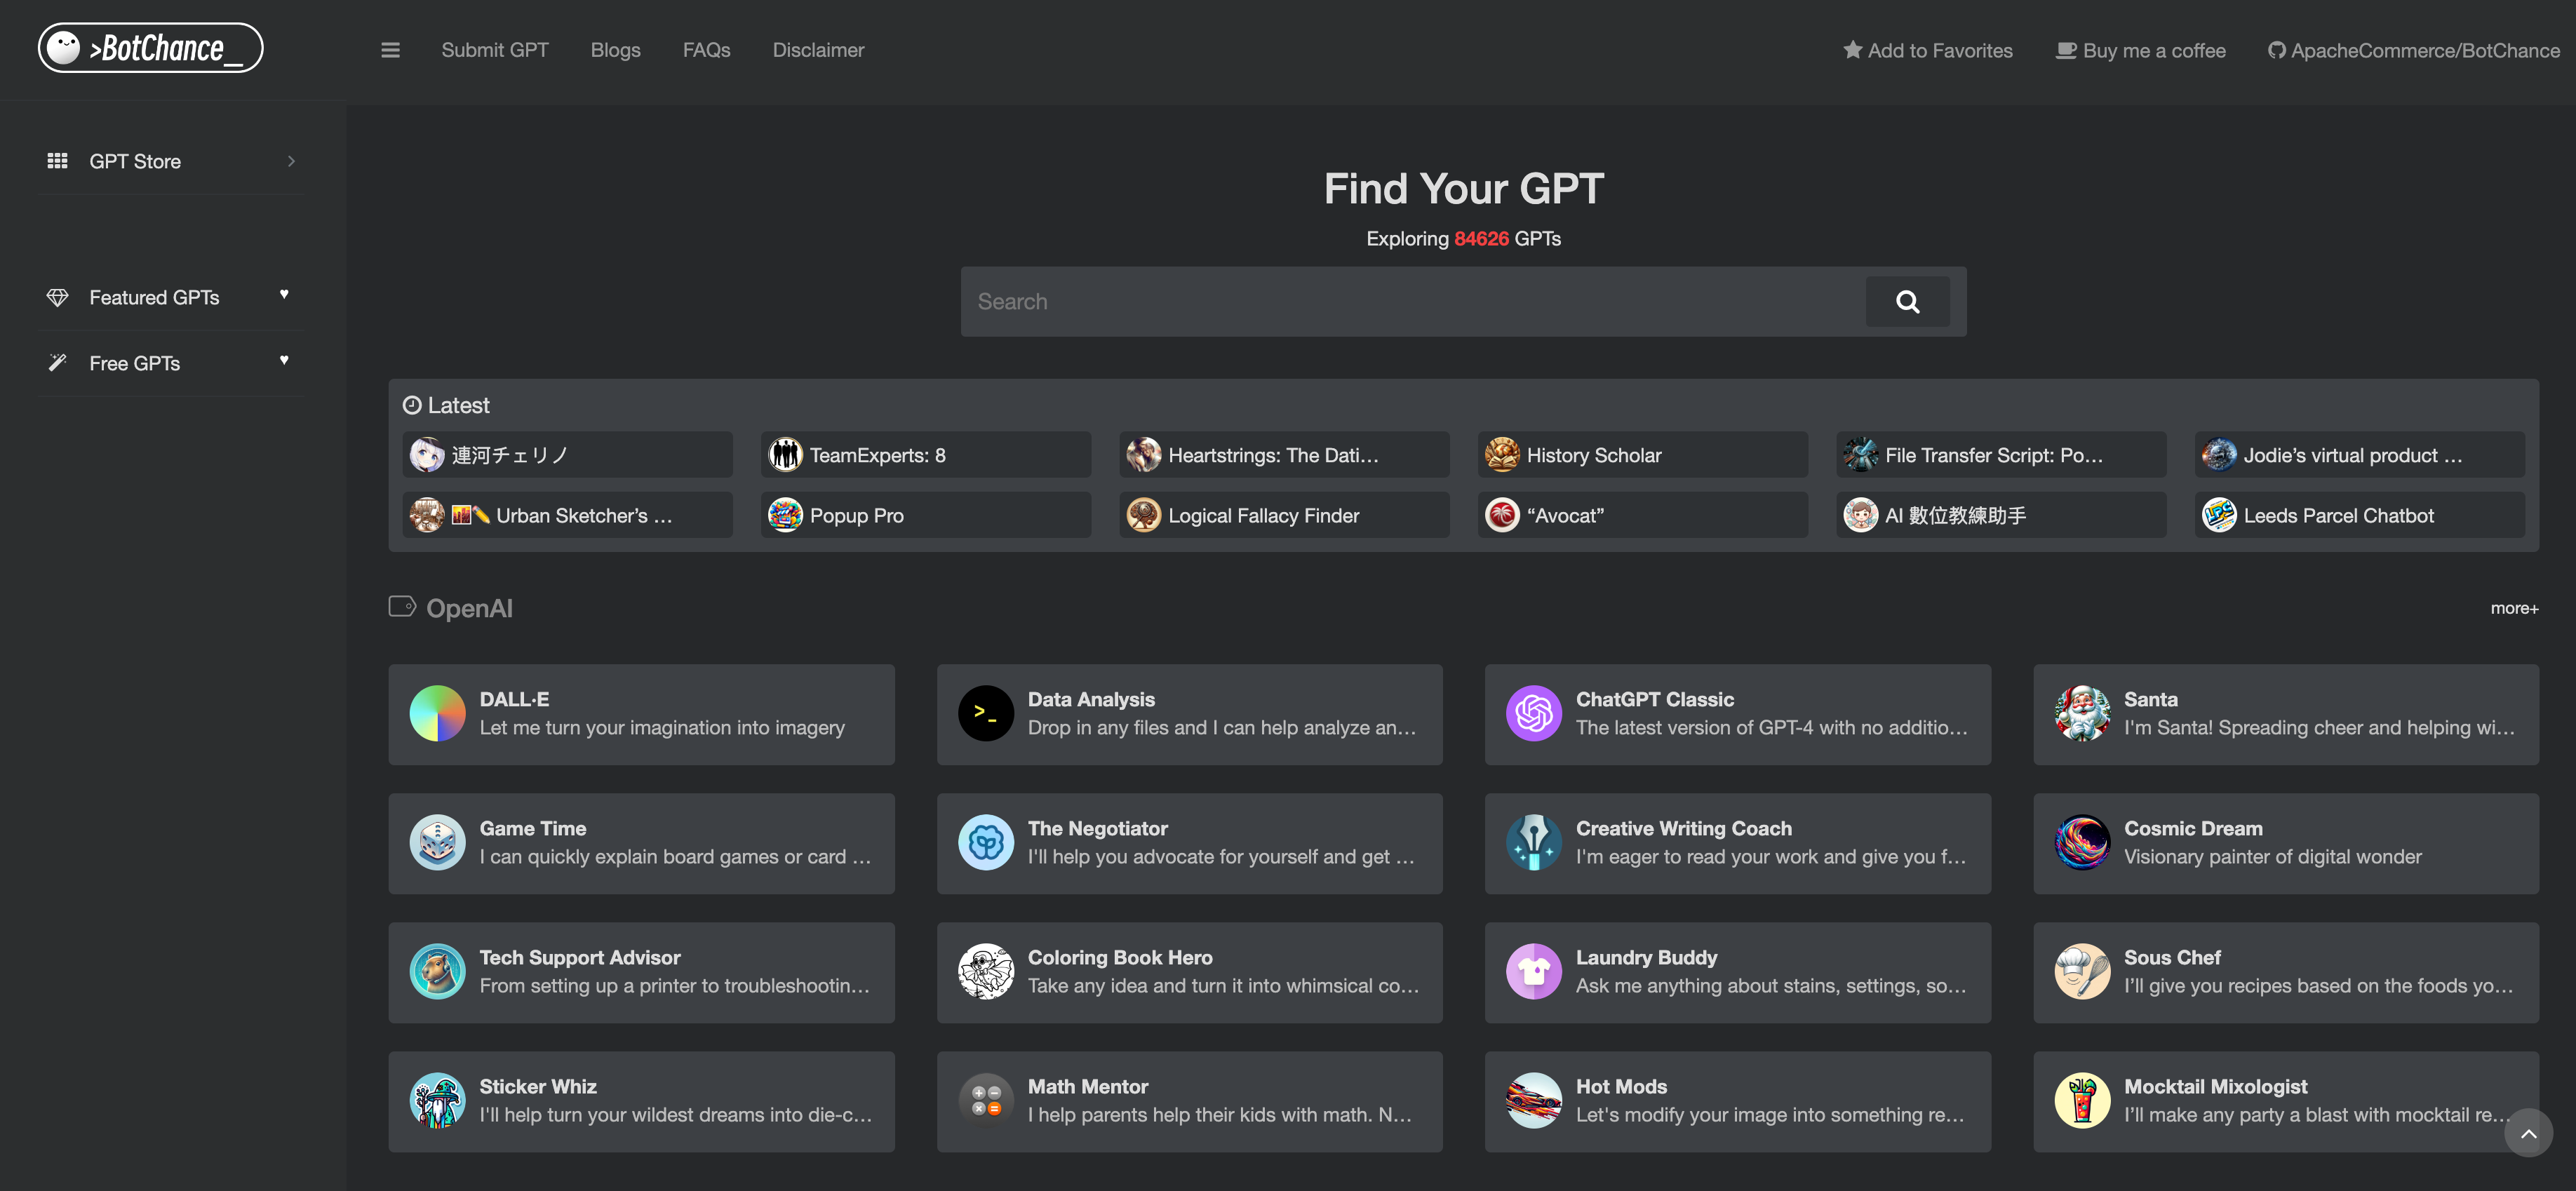 >BotChance_
Submit GPT
Blogs
FAQs
Disclaimer
Add to Favorites
Buy me a coffee
ApacheCommerce/BotChance
GPT Store
Featured GPTs
Free GPTs
Find Your GPT
Exploring 84626 GPTs
Search
Latest
連河チェリノ
TeamExperts: 8
Heartstrings: The Dati...
History Scholar
File Transfer Script: Po...
Jodie’s virtual product ...
Urban Sketcher’s ...
Popup Pro
Logical Fallacy Finder
“Avocat”
AI 數位教練助手
Leeds Parcel Chatbot
OpenAI
more+
DALL·E
Let me turn your imagination into imagery
Data Analysis
Drop in any files and I can help analyze an...
ChatGPT Classic
The latest version of GPT-4 with no additio...
Santa
I'm Santa! Spreading cheer and helping wi...
Game Time
I can quickly explain board games or card ...
The Negotiator
I'll help you advocate for yourself and get ...
Creative Writing Coach
I'm eager to read your work and give you f...
Cosmic Dream
Visionary painter of digital wonder
Tech Support Advisor
From setting up a printer to troubleshootin...
Coloring Book Hero
Take any idea and turn it into whimsical co...
Laundry Buddy
Ask me anything about stains, settings, so...
Sous Chef
I’ll give you recipes based on the foods yo...
Sticker Whiz
I'll help turn your wildest dreams into die-c...
Math Mentor
I help parents help their kids with math. N...
Hot Mods
Let's modify your image into something re...
Mocktail Mixologist
I’ll make any party a blast with mocktail re...